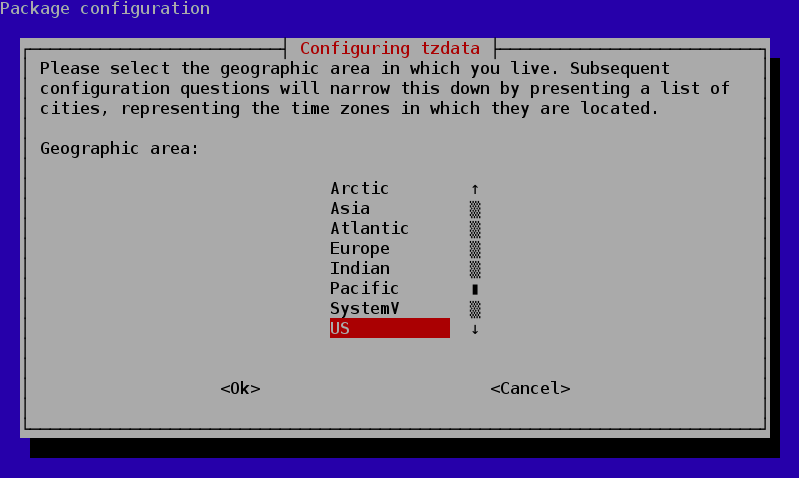 Package configuration
Configuring tzdata
Please select the geographic area in which you live. Subsequent
configuration questions will narrow this down by presenting a list of
cities, representing the time zones in which they are located.
Geographic area:
Arctic ↑
Asia
Atlantic
Europe
Indian
Pacific
SystemV
US ↓
<Ok> <Cancel>